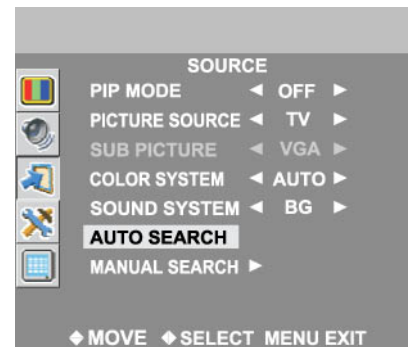 SOURCE
PIP MODE ◄ OFF ►
PICTURE SOURCE ◄ TV ►
SUB PICTURE ◄ VGA ►
COLOR SYSTEM ◄ AUTO ►
SOUND SYSTEM ◄ BG ►
AUTO SEARCH
MANUAL SEARCH ►
◆ MOVE ◆ SELECT MENU EXIT